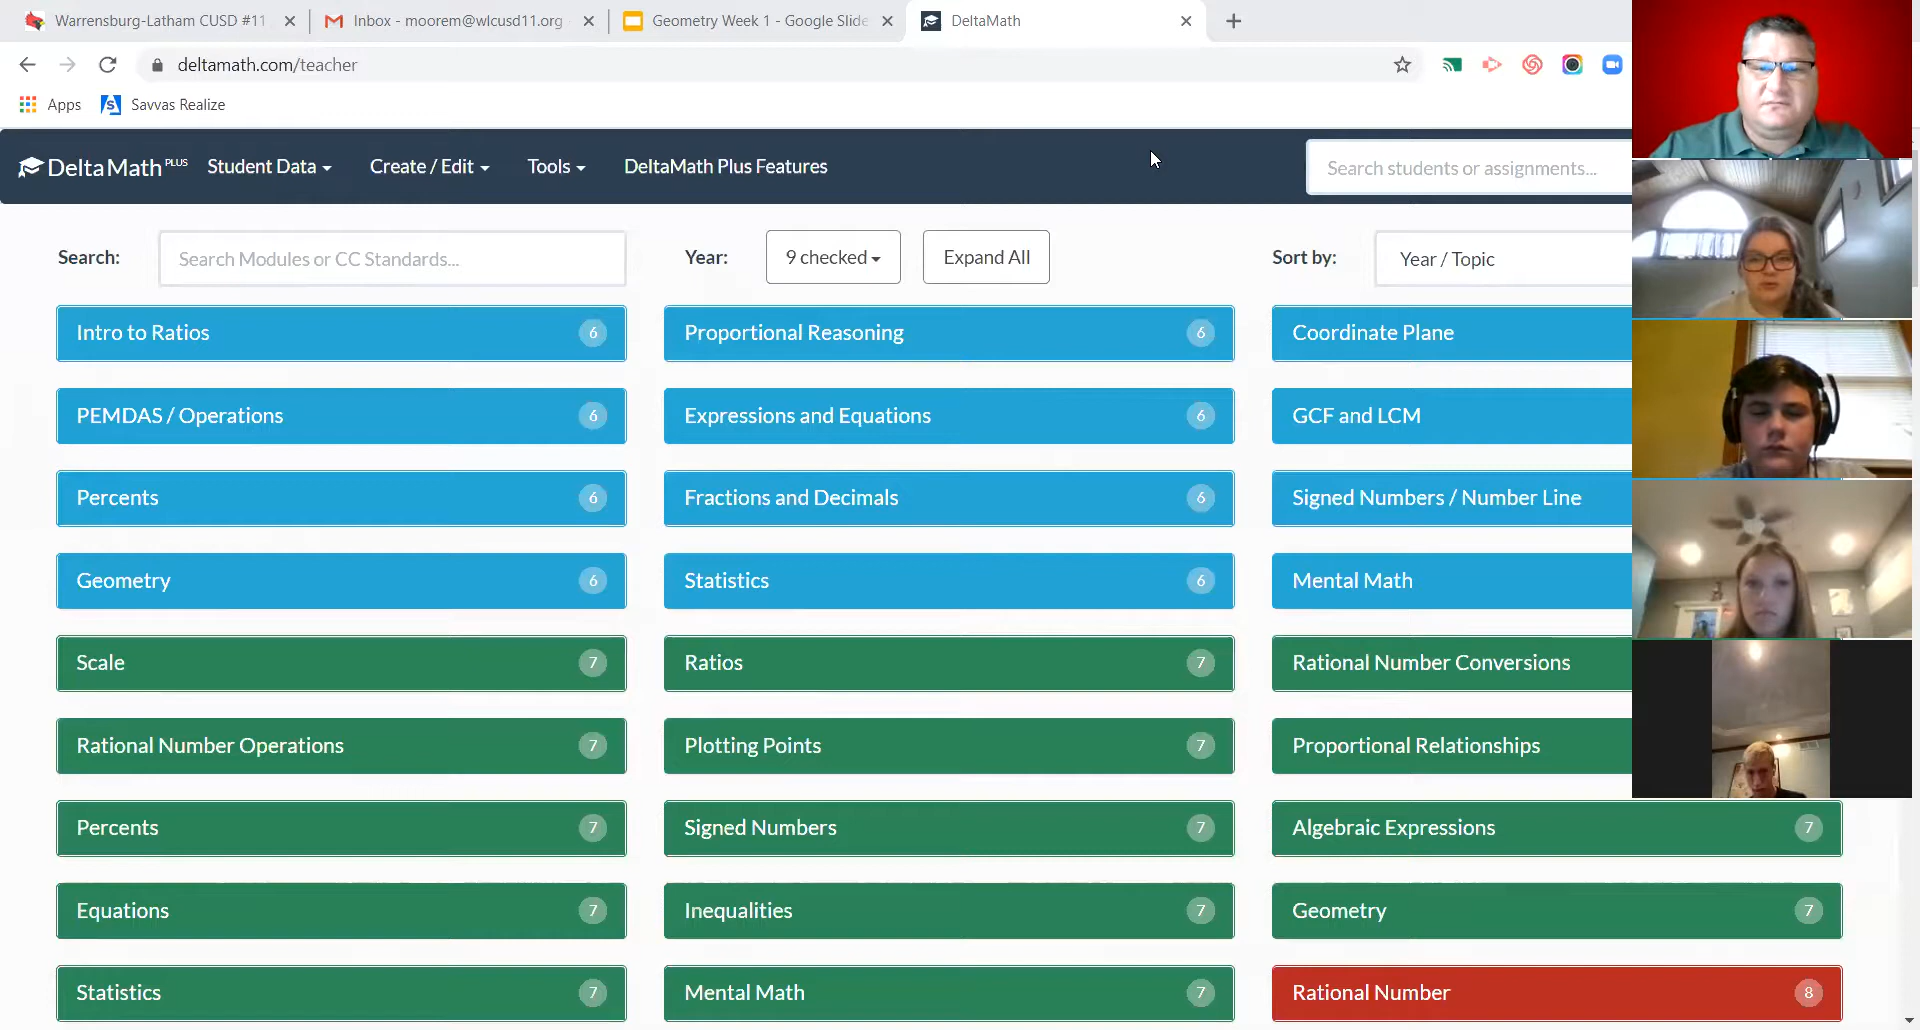 Warrensburg-Latham CUSD #11
Inbox - moorem@wlcusd11.org
Geometry Week 1 - Google Slide
DeltaMath
deltamath.com/teacher
Apps
Savvas Realize
DeltaMath PLUS
Student Data
Create / Edit
Tools
DeltaMath Plus Features
Search students or assignments...
Search:
Search Modules or CC Standards...
Year:
9 checked
Expand All
Sort by:
Year / Topic
Intro to Ratios 6
Proportional Reasoning 6
Coordinate Plane
PEMDAS / Operations 6
Expressions and Equations 6
GCF and LCM
Percents 6
Fractions and Decimals 6
Signed Numbers / Number Line
Geometry 6
Statistics 6
Mental Math
Scale 7
Ratios 7
Rational Number Conversions
Rational Number Operations 7
Plotting Points 7
Proportional Relationships
Percents 7
Signed Numbers 7
Algebraic Expressions 7
Equations 7
Inequalities 7
Geometry 7
Statistics 7
Mental Math 7
Rational Number 8